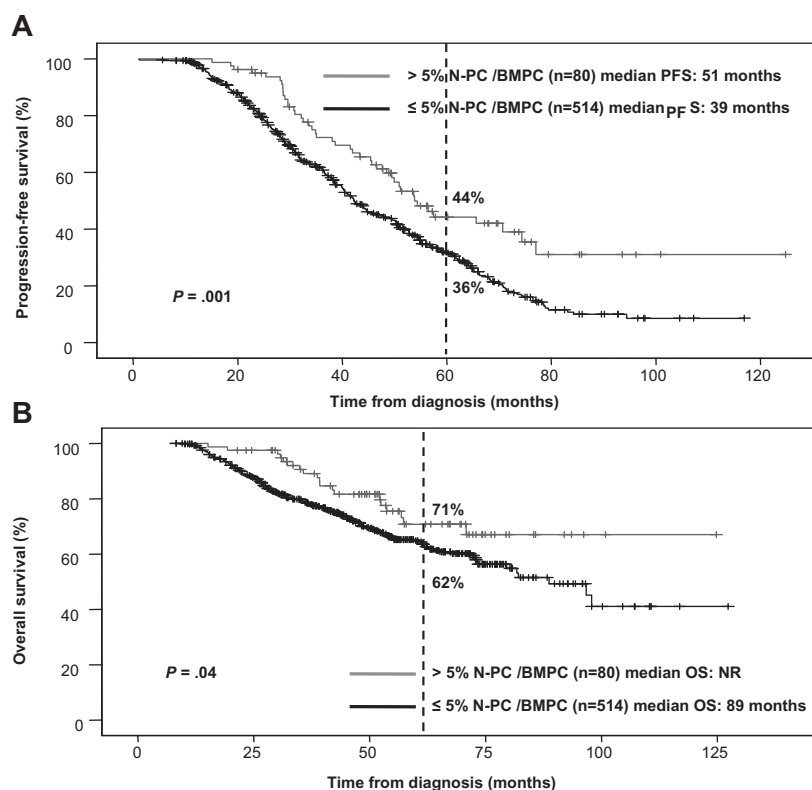 A
Progression-free survival (%)
100
80
60
40
20
0
> 5% N-PC /BMPC (n=80) median PFS: 51 months
≤ 5% N-PC /BMPC (n=514) median PF S: 39 months
44%
36%
P = .001
0 20 40 60 80 100 120
Time from diagnosis (months)
B
Overall survival (%)
100
80
60
40
20
0
71%
62%
P = .04
> 5% N-PC /BMPC (n=80) median OS: NR
≤ 5% N-PC /BMPC (n=514) median OS: 89 months
0 25 50 75 100 125
Time from diagnosis (months)